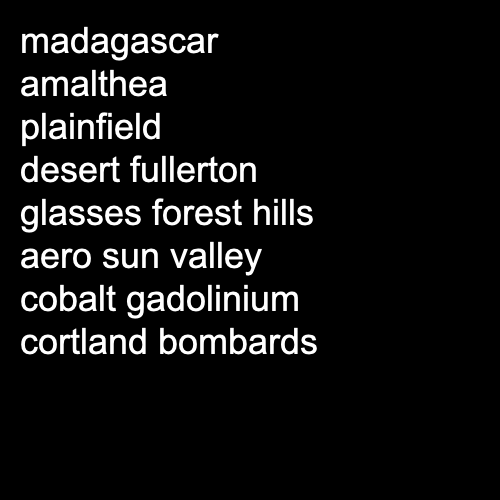 madagascar
amalthea
plainfield
desert fullerton
glasses forest hills
aero sun valley
cobalt gadolinium
cortland bombards